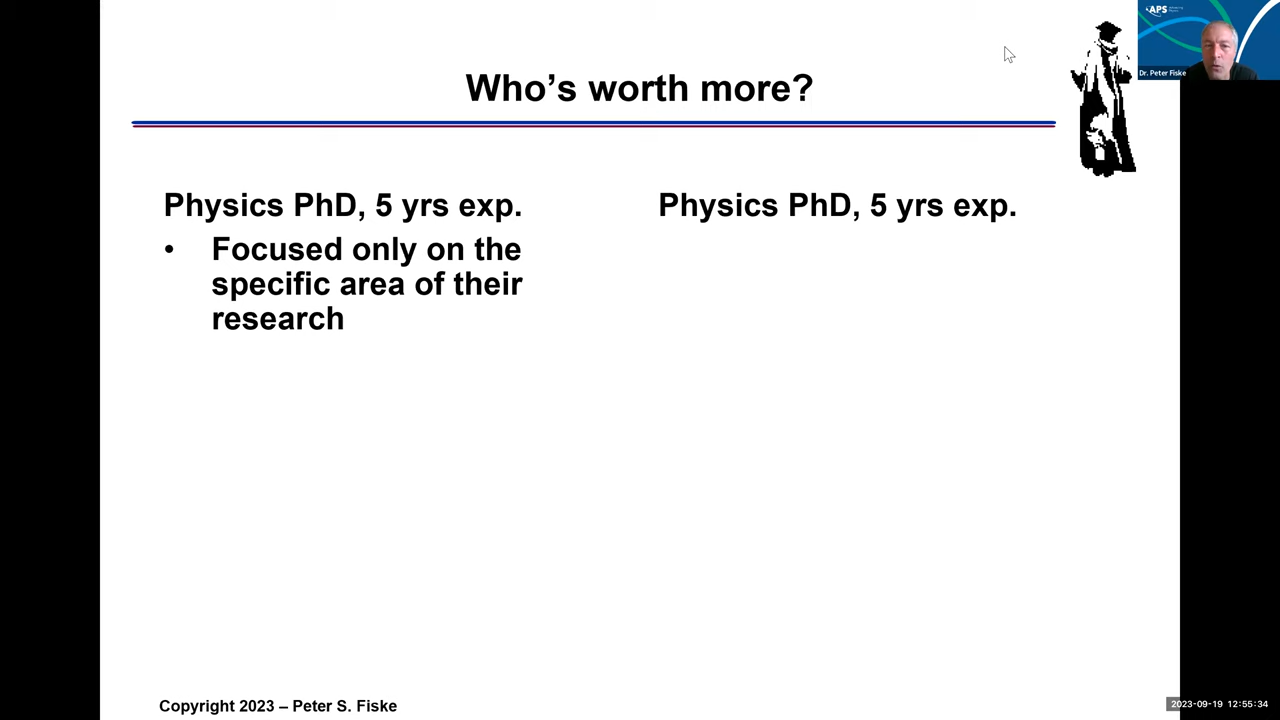 APS
Dr. Peter Fiske
Who's worth more?
Physics PhD, 5 yrs exp.
• Focused only on the
specific area of their
research
Physics PhD, 5 yrs exp.
Copyright 2023 – Peter S. Fiske
2023-09-19 12:55:34